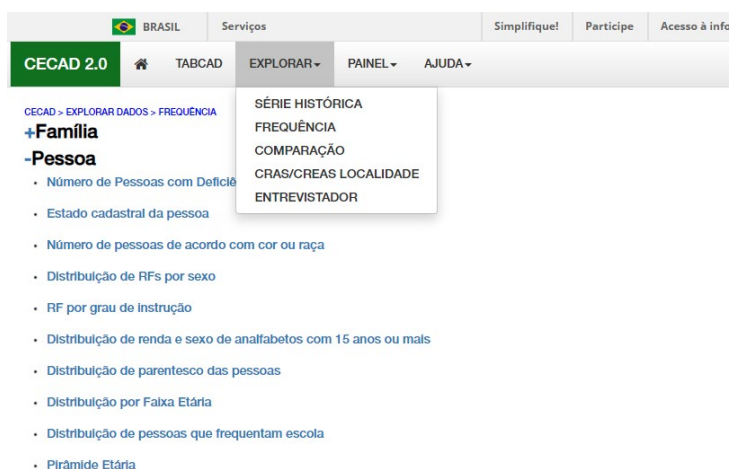 BRASIL Serviços Simplifique! Participe Acesso à info
CECAD 2.0 TABCAD EXPLORAR PAINEL AJUDA
SÉRIE HISTÓRICA
FREQUÊNCIA
COMPARAÇÃO
CRAS/CREAS LOCALIDADE
ENTREVISTADOR
CECAD > EXPLORAR DADOS > FREQUÊNCIA
+Família
-Pessoa
• Número de Pessoas com Deficiê
• Estado cadastral da pessoa
• Número de pessoas de acordo com cor ou raça
• Distribuição de RFs por sexo
• RF por grau de instrução
• Distribuição de renda e sexo de analfabetos com 15 anos ou mais
• Distribuição de parentesco das pessoas
• Distribuição por Faixa Etária
• Distribuição de pessoas que frequentam escola
• Pirâmide Etária